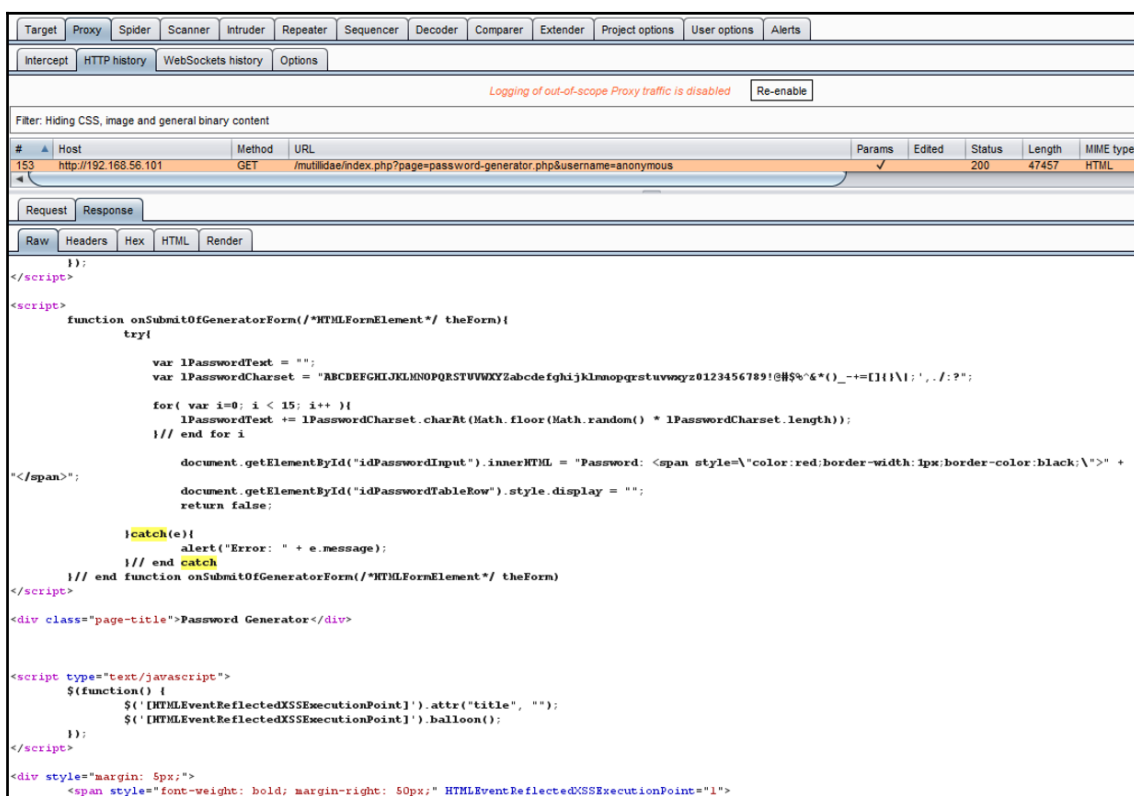 Target Proxy Spider Scanner Intruder Repeater Sequencer Decoder Comparer Extender Project options User options Alerts
Intercept HTTP history WebSockets history Options
Logging of out-of-scope Proxy traffic is disabled Re-enable
Filter: Hiding CSS, image and general binary content
# Host Method URL Params Edited Status Length MIME type
153 http://192.168.56.101 GET /mutillidae/index.php?page=password-generator.php&username=anonymous ✓ 200 47457 HTML
Request Response
Raw Headers Hex HTML Render
});
</script>
<script>
function onSubmitOfGeneratorForm(/*HTMLFormElement*/ theForm){
try{
var lPasswordText = "";
var lPasswordCharset = "ABCDEFGHIJKLMNOPQRSTUVWXYZabcdefghijklmnopqrstuvwxyz0123456789!@#$%^&*()_-+=[]{}\|;',./:?";
for( var i=0; i < 15; i++ ){
lPasswordText += lPasswordCharset.charAt(Math.floor(Math.random() * lPasswordCharset.length));
}// end for i
document.getElementById("idPasswordInput").innerHTML = "Password: <span style=\"color:red;border-width:1px;border-color:black;\">" +
"</span>";
document.getElementById("idPasswordTableRow").style.display = "";
return false;
}catch(e){
alert("Error: " + e.message);
}// end catch
}// end function onSubmitOfGeneratorForm(/*HTMLFormElement*/ theForm)
</script>
<div class="page-title">Password Generator</div>
<script type="text/javascript">
$(function() {
$('[HTMLEventReflectedXSSExecutionPoint]').attr("title", "");
$('[HTMLEventReflectedXSSExecutionPoint]').balloon();
});
</script>
<div style="margin: 5px;">
<span style="font-weight: bold; margin-right: 50px;" HTMLEventReflectedXSSExecutionPoint="1">